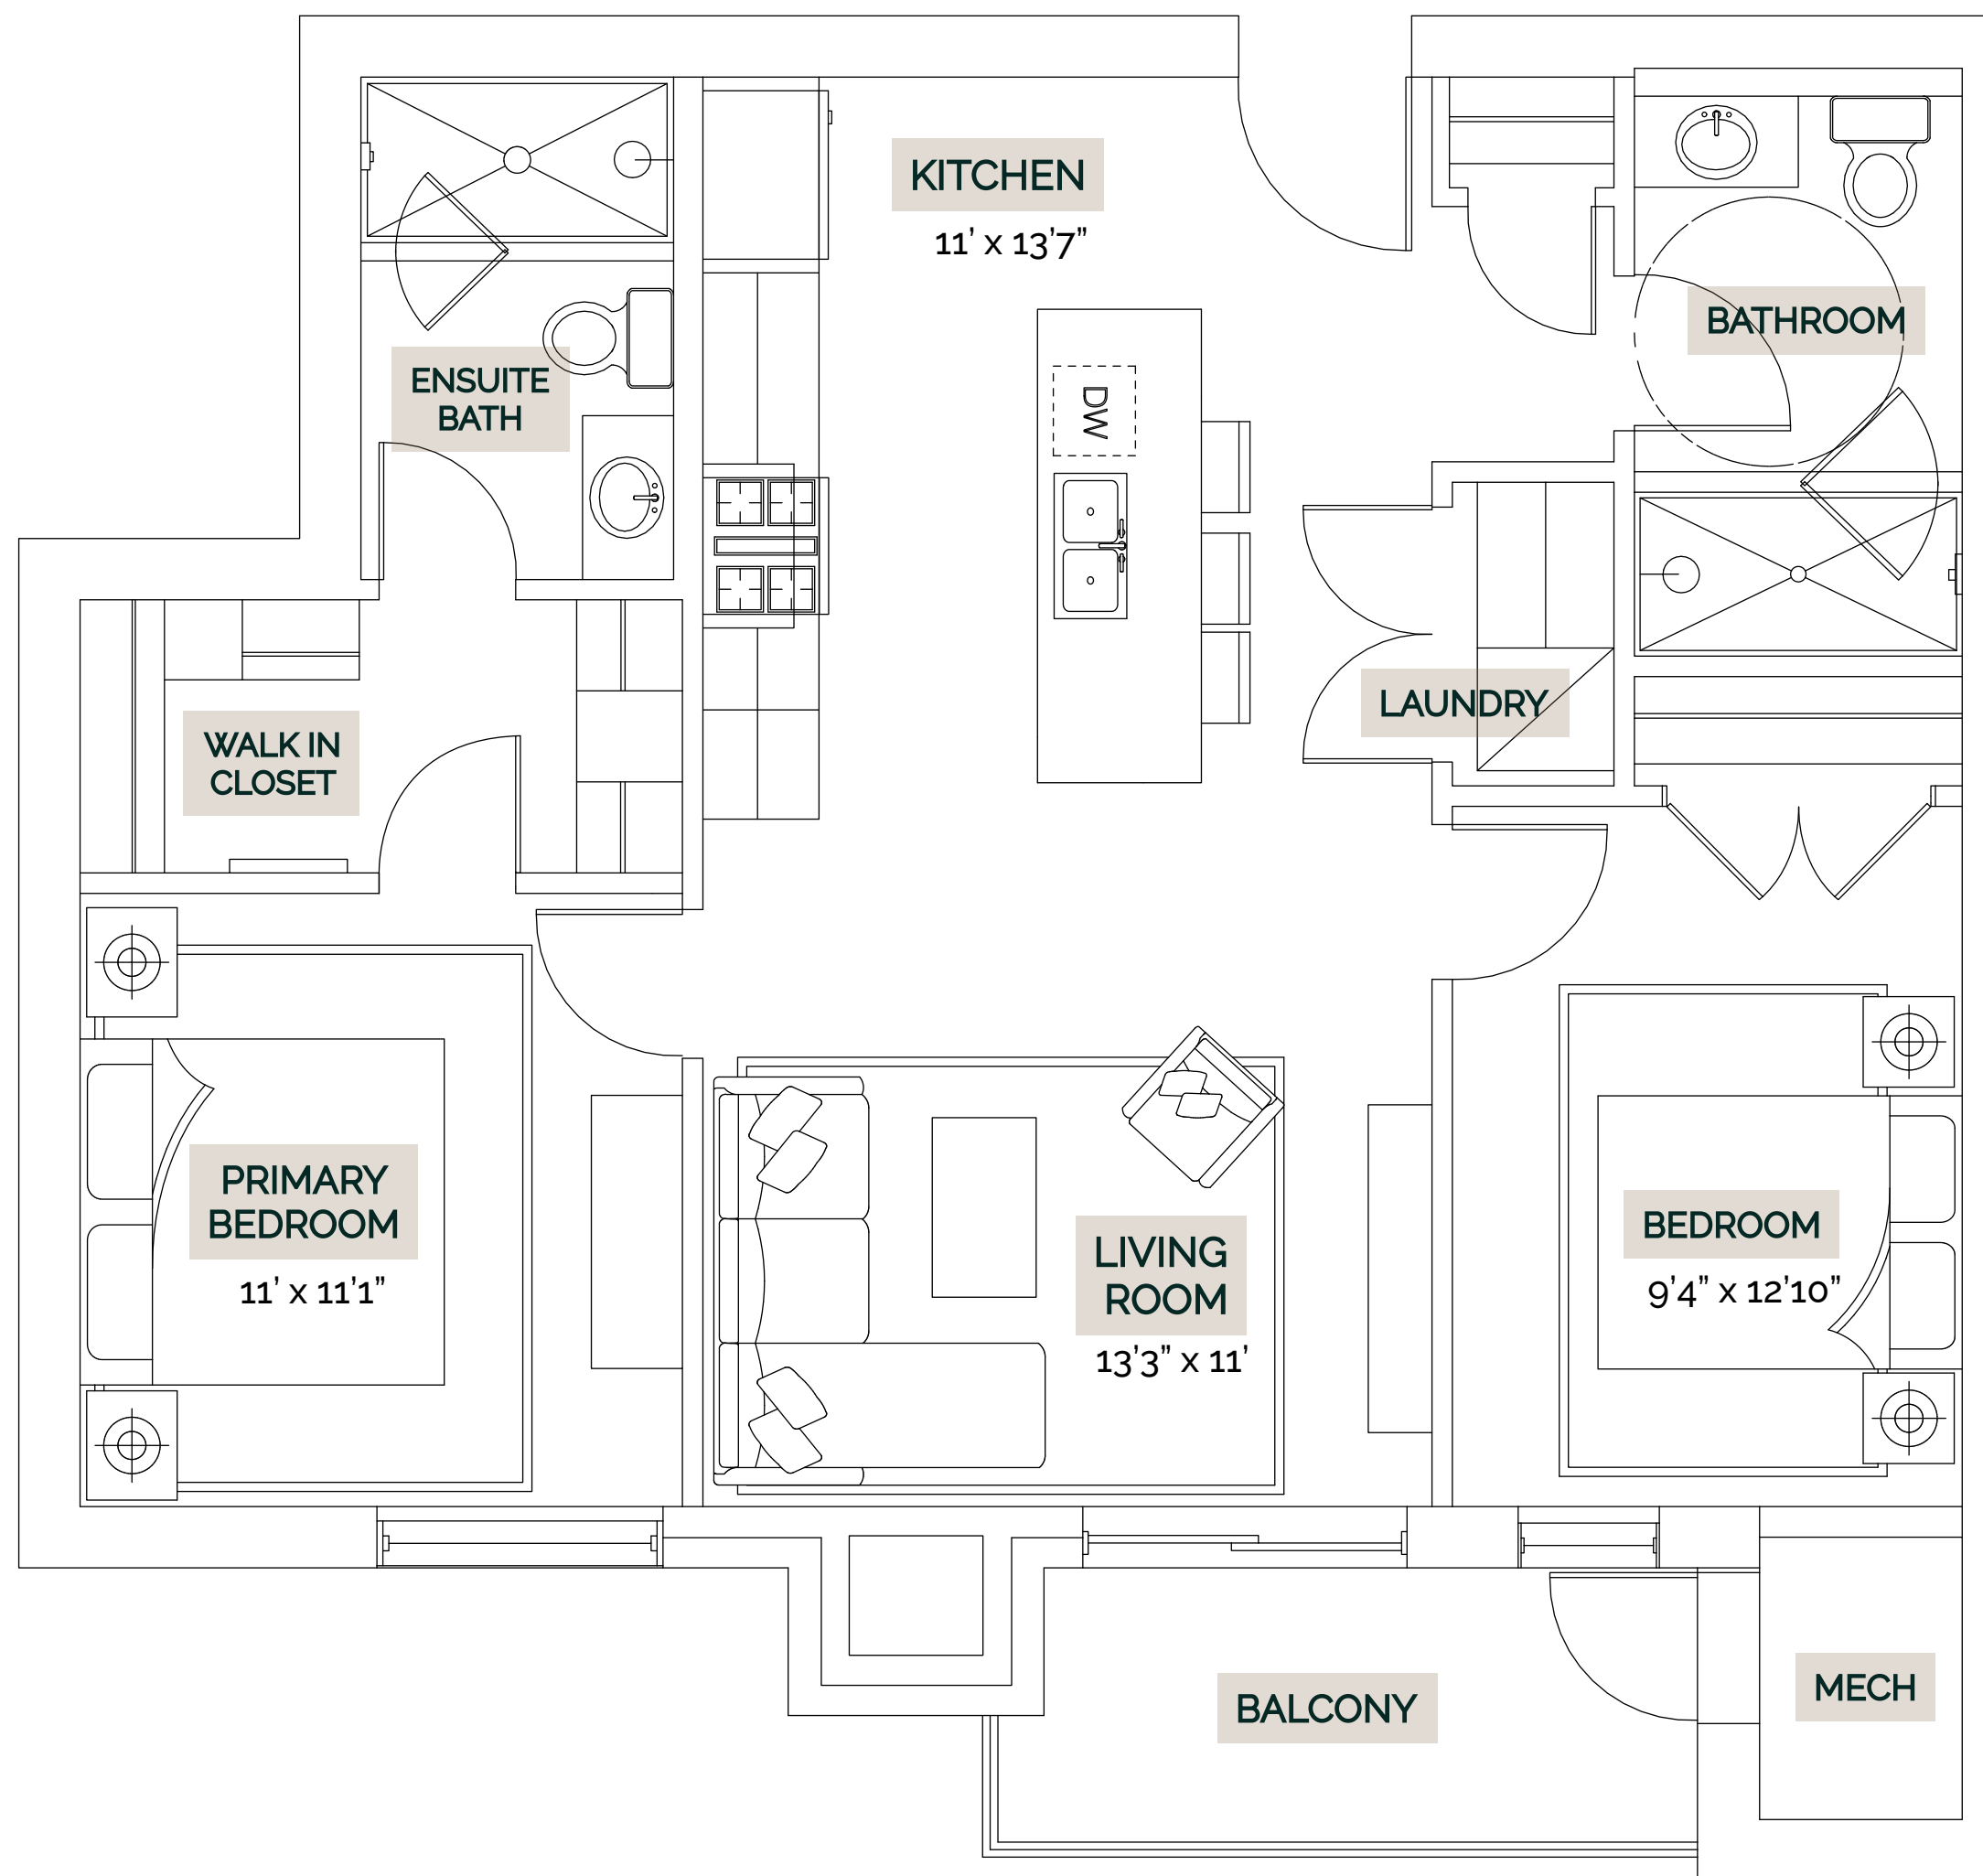 KITCHEN
11' x 13'7"
BATHROOM
ENSUITE
BATH
DW
LAUNDRY
WALK IN
CLOSET
PRIMARY
BEDROOM
11' x 11'1"
LIVING
ROOM
13'3" x 11'
BEDROOM
9'4" x 12'10"
BALCONY
MECH